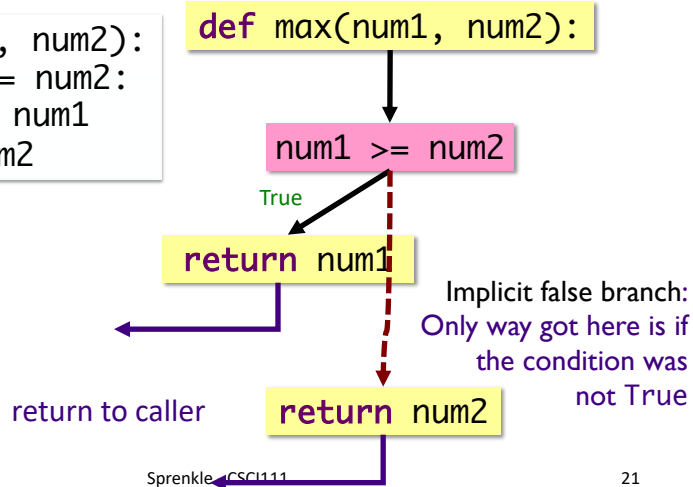 , num2):
= num2:
num1
m2
def max(num1, num2):
num1 >= num2
True
return num1
Implicit false branch:
Only way got here is if
the condition was
not True
return to caller
return num2
Sprenkle - CSCI111
21